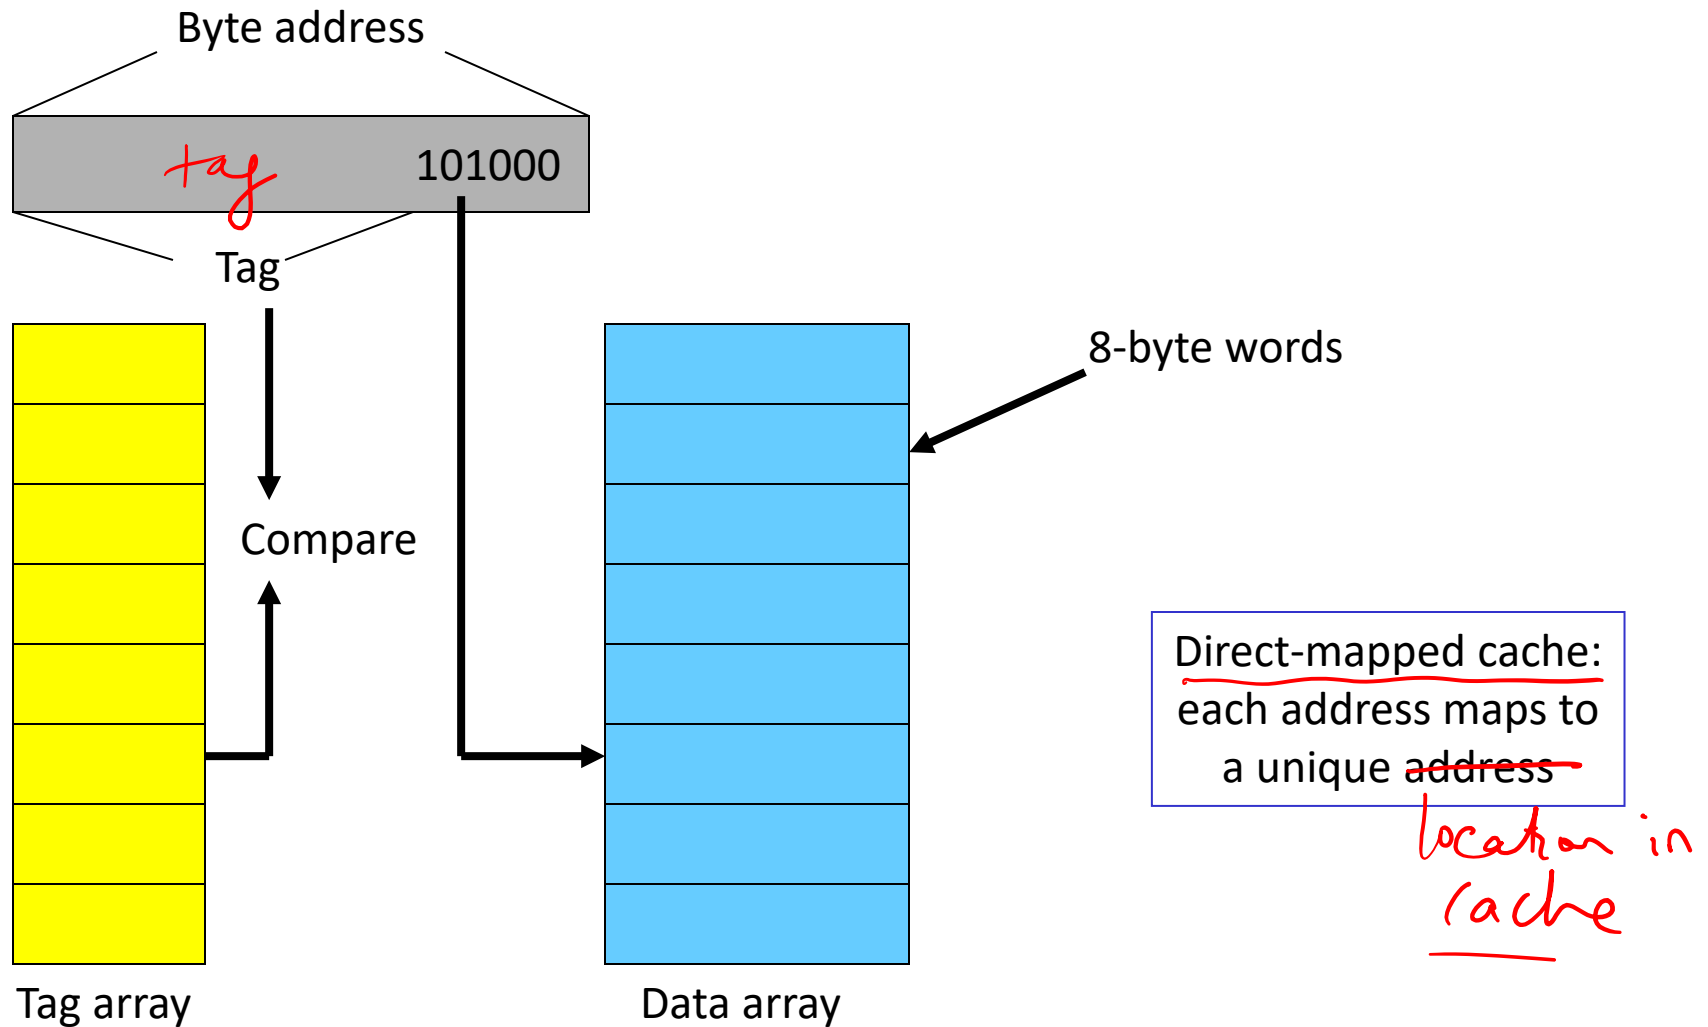 Byte address
tag 101000
Tag
8-byte words
Compare
Direct-mapped cache:
each address maps to
a unique address
location in
cache
Tag array
Data array